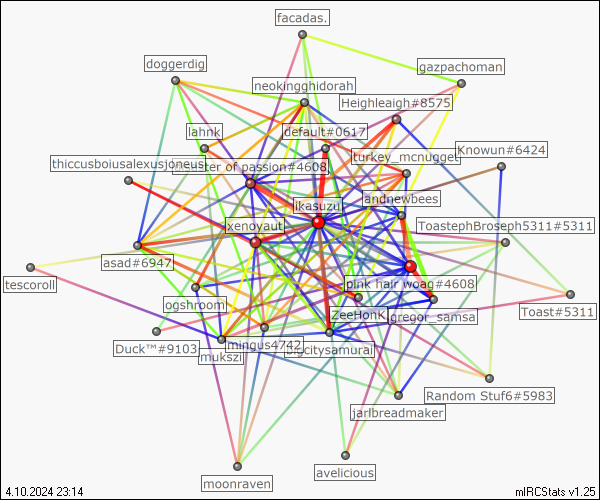 facadas.
gazpachoman
doggerdig
neokingghidorah
Heighleaigh#8575
lahnk
default#0617
Knowun#6424
turkey_mcnugget
thiccusboiusalexusjoneus
of passion#4608
andnewbees
ikasuzu
xenoyaut
ToastephBroseph5311#5311
asad#6947
tescoroll
pink hair woag#4608
ogshroom
ZeeHonk
gregor_samsa
Toast#5311
mingus4742
Duck™#9103
bigcitysamurai
mukszi
Random Stuf6#5983
jarlbreadmaker
avelicious
moonraven
4.10.2024 23:14
mIRCStats v1.25